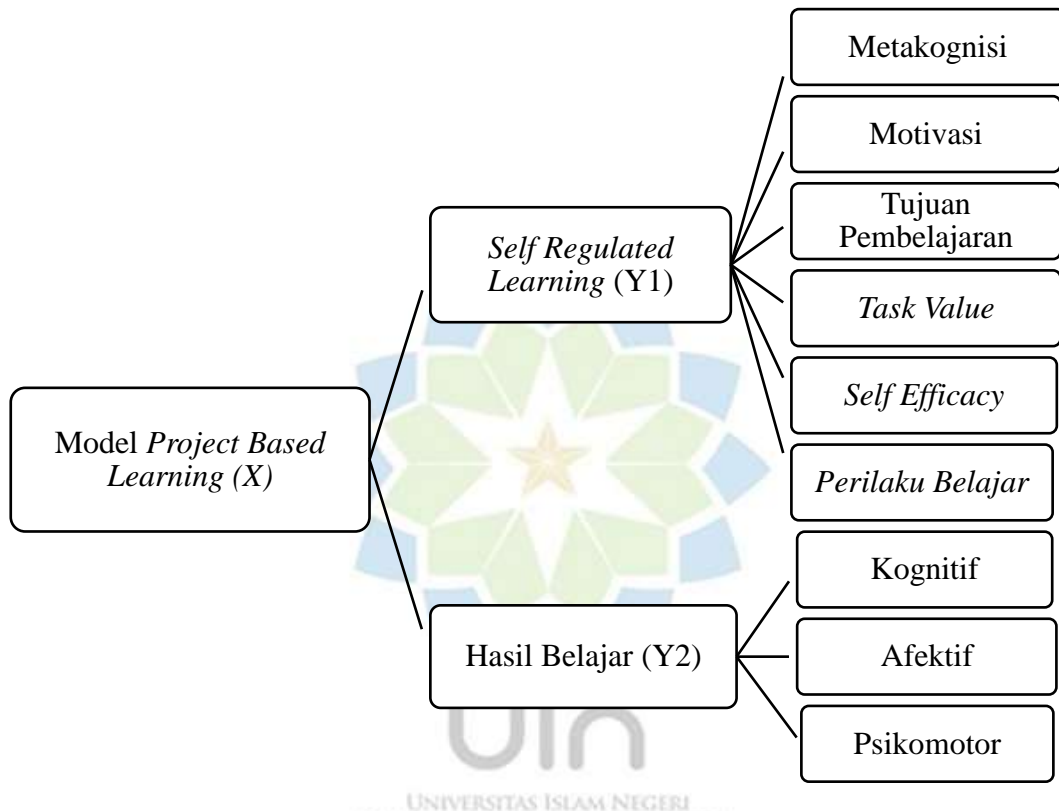 Metakognisi
Motivasi
Tujuan
Pembelajaran
Self Regulated
Learning (Y1)
Task Value
Self Efficacy
Model Project Based
Learning (X)
Perilaku Belajar
Kognitif
Hasil Belajar (Y2)
Afektif
Psikomotor
uin
UNIVERSITAS ISLAM NEGERI